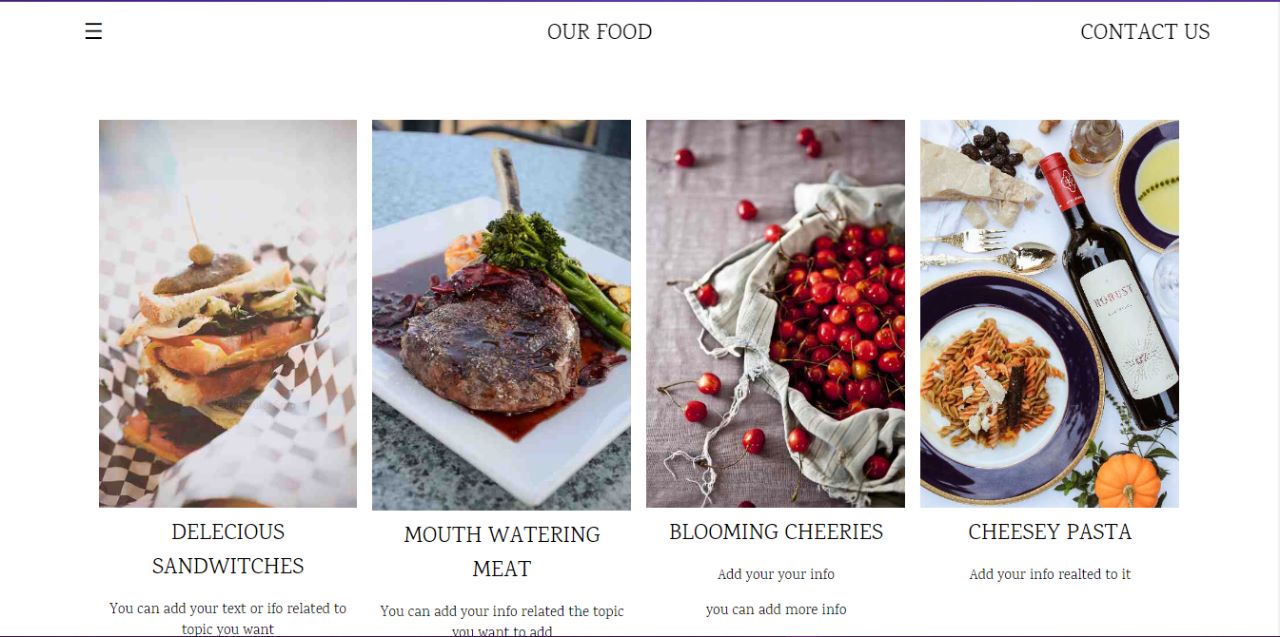 ☰ OUR FOOD CONTACT US
ROBUST
DELECIOUS
SANDWITCHES
You can add your text or ifo related to
topic you want
MOUTH WATERING
MEAT
You can add your info related the topic
you want to add
BLOOMING CHEERIES
Add your your info
you can add more info
CHEESEY PASTA
Add your info realted to it